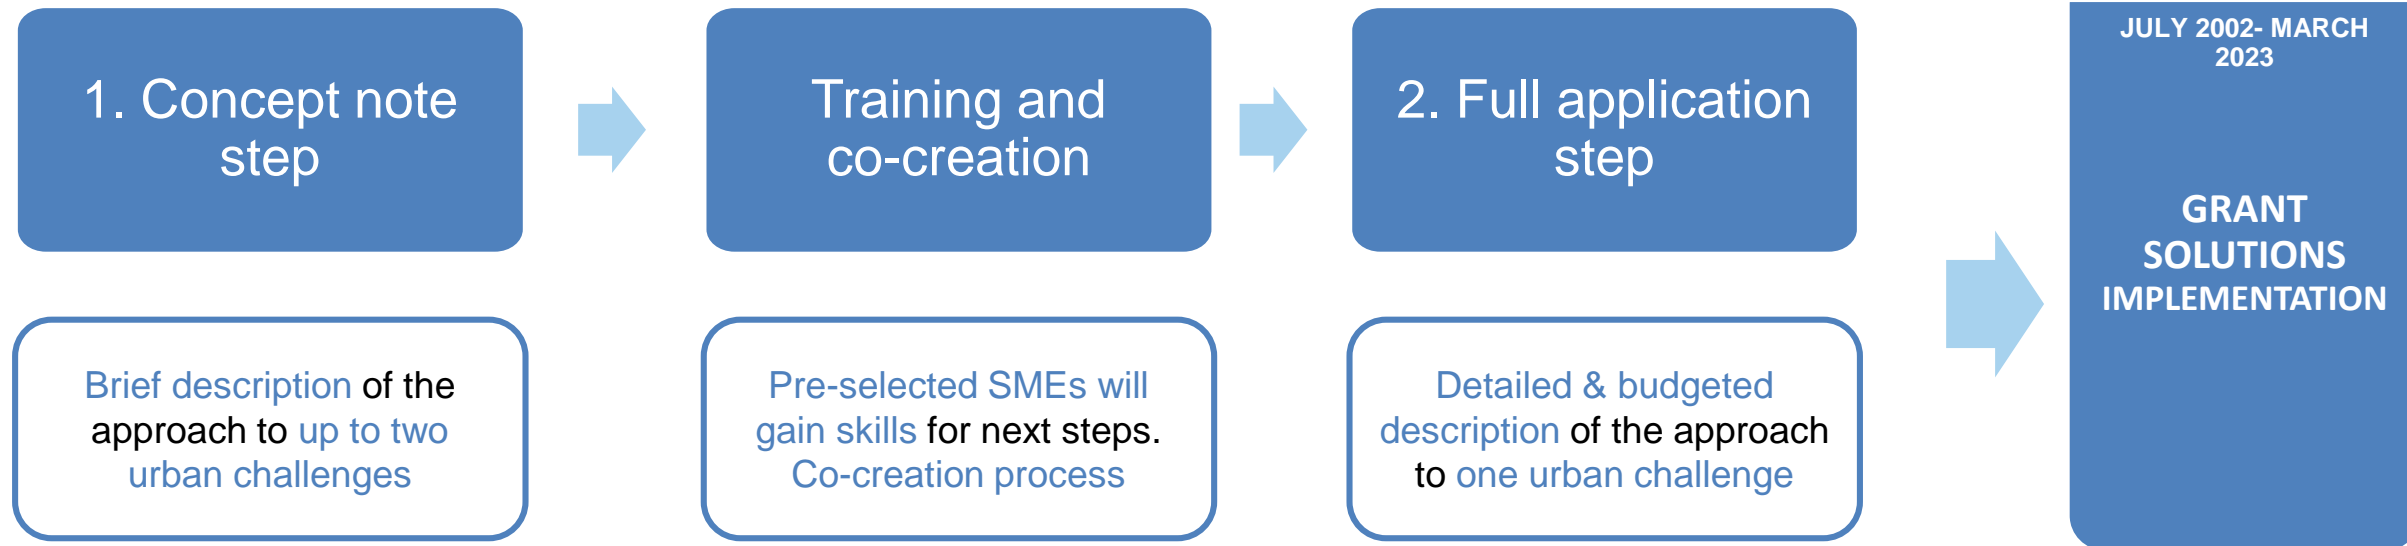 1. Concept note
step
Brief description of the
approach to up to two
urban challenges
Training and
co-creation
Pre-selected SMEs will
gain skills for next steps.
Co-creation process
2. Full application
step
Detailed & budgeted
description of the approach
to one urban challenge
JULY 2002- MARCH
2023
GRANT
SOLUTIONS
IMPLEMENTATION